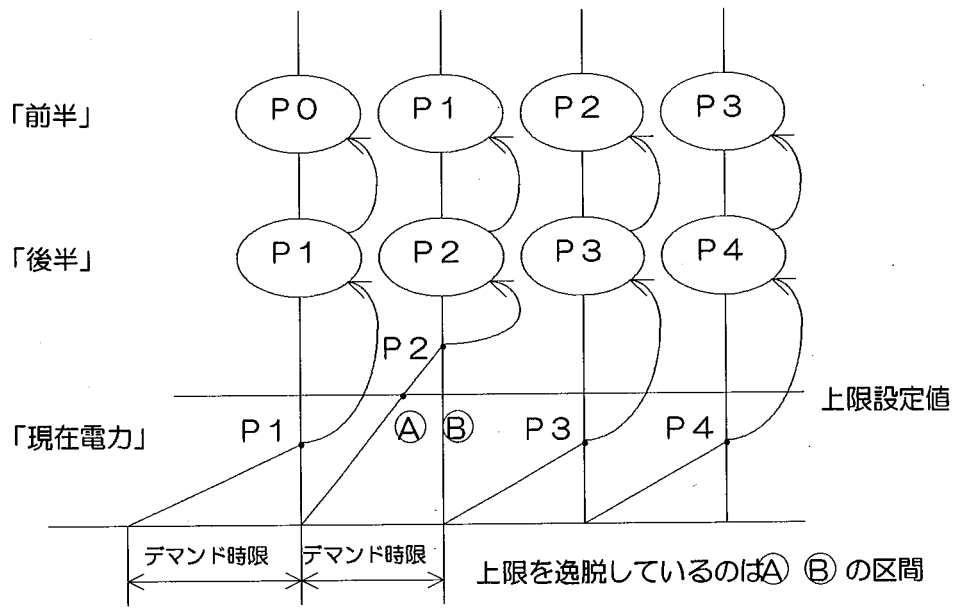 「前半」 P0 P1 P2 P3
「後半」 P1 P2 P3 P4
P2
上限設定値
「現在電力」 P1 Ⓐ Ⓑ P3 P4
デマンド時限 デマンド時限
上限を逸脱しているのはⒶ Ⓑの区間